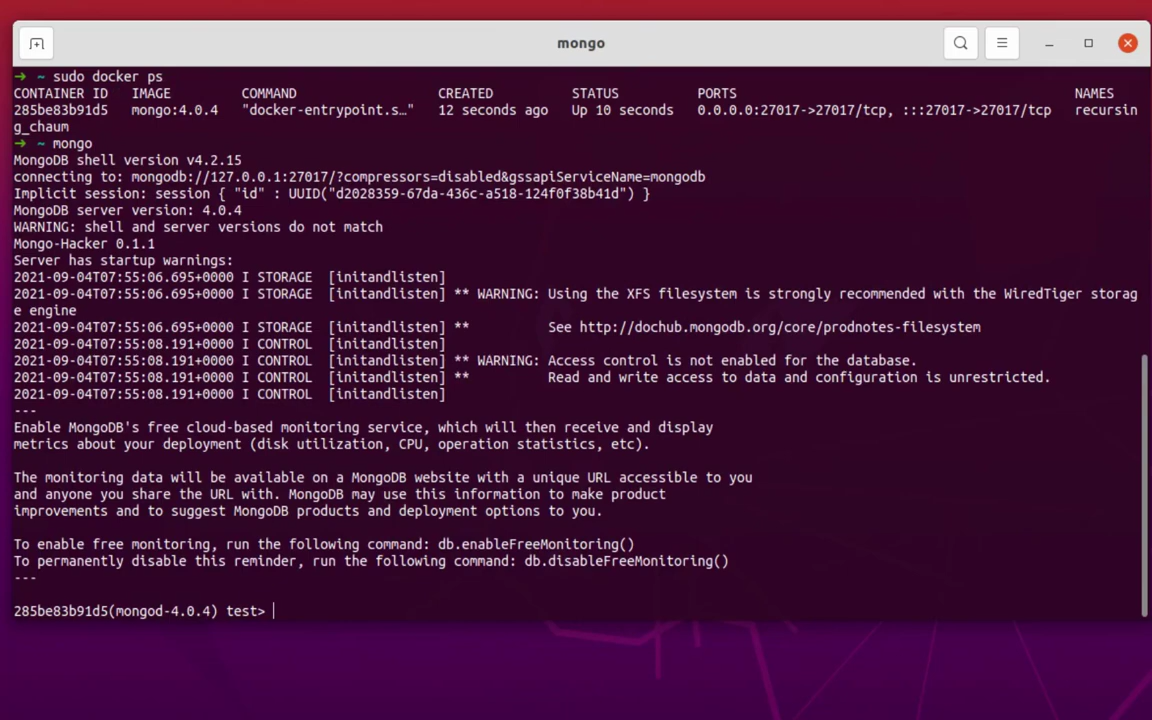 mongo
➜ ~ sudo docker ps
CONTAINER ID   IMAGE         COMMAND                  CREATED          STATUS          PORTS                                           NAMES
285be83b91d5   mongo:4.0.4   "docker-entrypoint.s…"   12 seconds ago   Up 10 seconds   0.0.0.0:27017->27017/tcp, :::27017->27017/tcp   recursin
g_chaum
➜ ~ mongo
MongoDB shell version v4.2.15
connecting to: mongodb://127.0.0.1:27017/?compressors=disabled&gssapiServiceName=mongodb
Implicit session: session { "id" : UUID("d2028359-67da-436c-a518-124f0f38b41d") }
MongoDB server version: 4.0.4
WARNING: shell and server versions do not match
Mongo-Hacker 0.1.1
Server has startup warnings:
2021-09-04T07:55:06.695+0000 I STORAGE  [initandlisten]
2021-09-04T07:55:06.695+0000 I STORAGE  [initandlisten] ** WARNING: Using the XFS filesystem is strongly recommended with the WiredTiger storag
e engine
2021-09-04T07:55:06.695+0000 I STORAGE  [initandlisten] **          See http://dochub.mongodb.org/core/prodnotes-filesystem
2021-09-04T07:55:08.191+0000 I CONTROL  [initandlisten]
2021-09-04T07:55:08.191+0000 I CONTROL  [initandlisten] ** WARNING: Access control is not enabled for the database.
2021-09-04T07:55:08.191+0000 I CONTROL  [initandlisten] **          Read and write access to data and configuration is unrestricted.
2021-09-04T07:55:08.191+0000 I CONTROL  [initandlisten]
---
Enable MongoDB's free cloud-based monitoring service, which will then receive and display
metrics about your deployment (disk utilization, CPU, operation statistics, etc).

The monitoring data will be available on a MongoDB website with a unique URL accessible to you
and anyone you share the URL with. MongoDB may use this information to make product
improvements and to suggest MongoDB products and deployment options to you.

To enable free monitoring, run the following command: db.enableFreeMonitoring()
To permanently disable this reminder, run the following command: db.disableFreeMonitoring()
---

285be83b91d5(mongod-4.0.4) test>